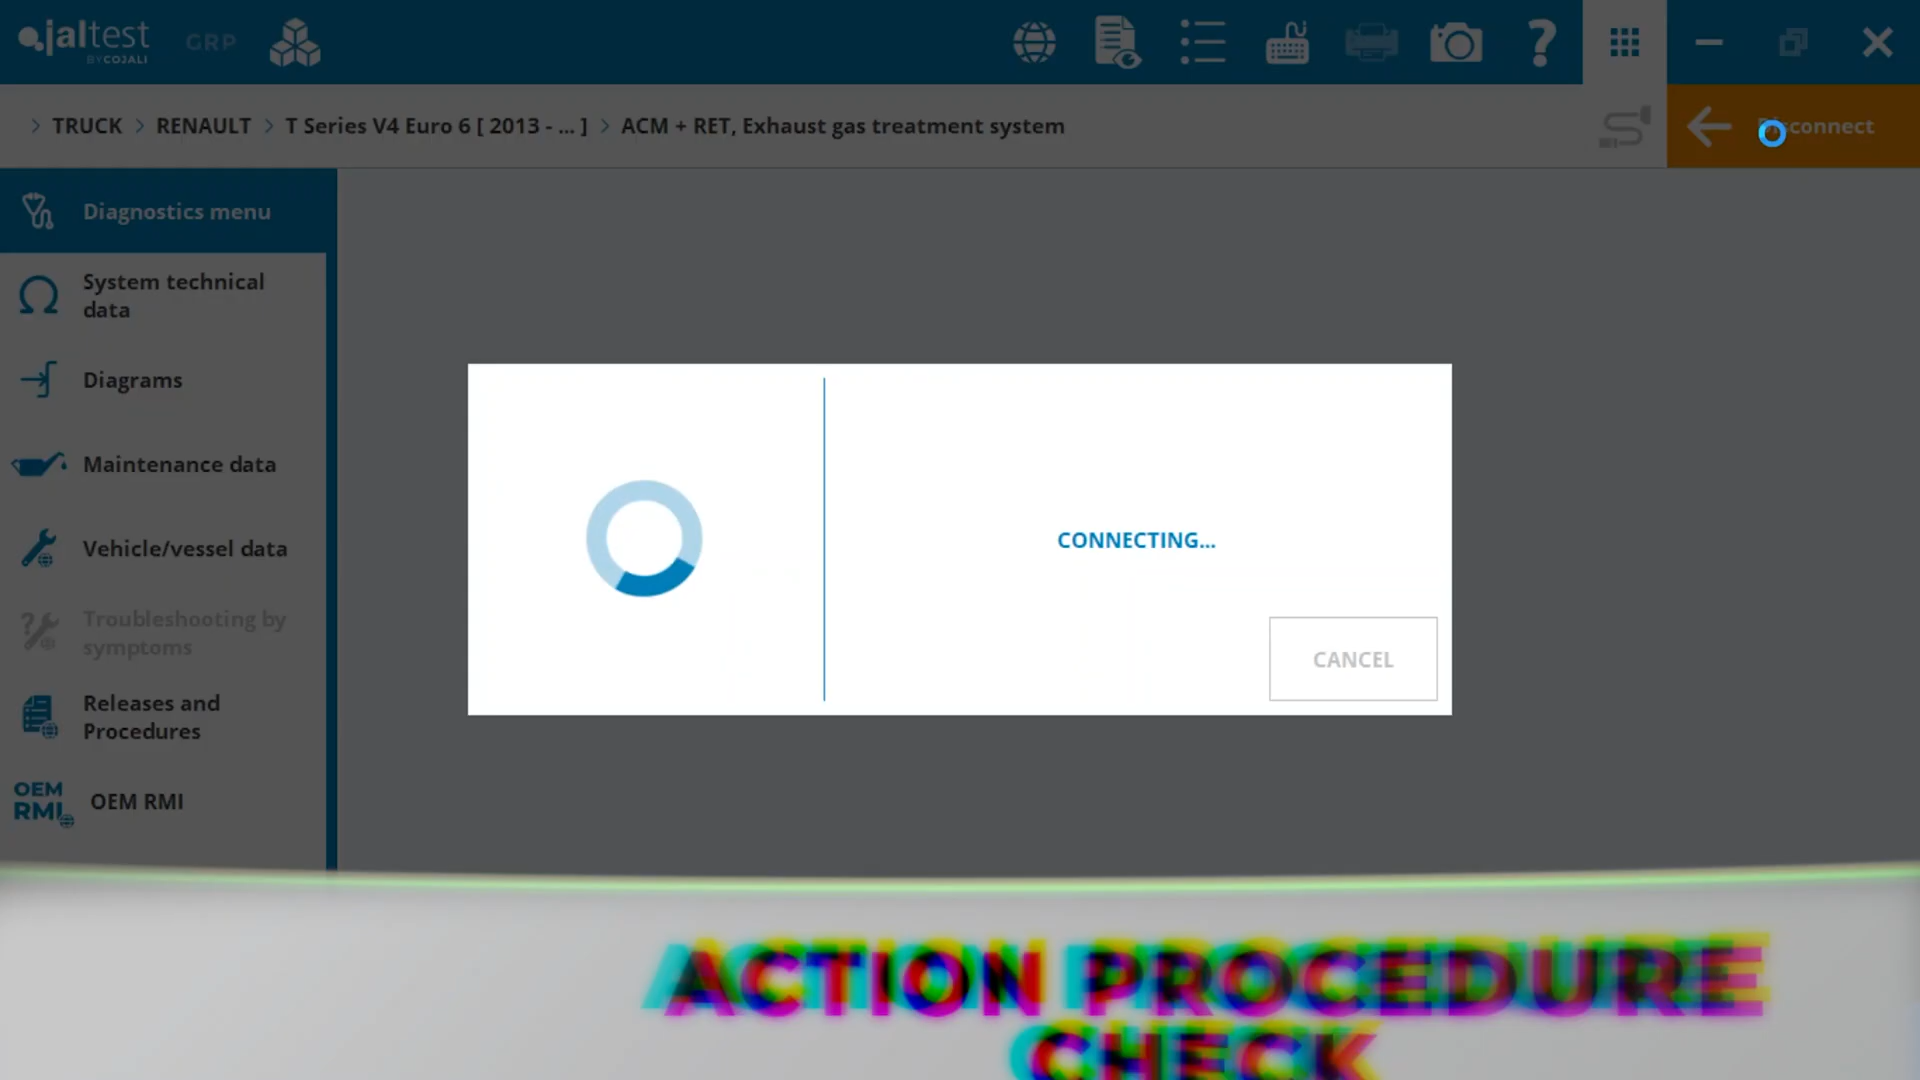 jaltest
BY COJALI
GRP
TRUCK > RENAULT > T Series V4 Euro 6 [ 2013 - ... ] > ACM + RET, Exhaust gas treatment system
Disconnect
Diagnostics menu
System technical
data
Diagrams
Maintenance data
Vehicle/vessel data
Troubleshooting by
symptoms
Releases and
Procedures
OEM
RMI
OEM RMI
CONNECTING...
CANCEL
ACTION PROCEDURE
CHECK